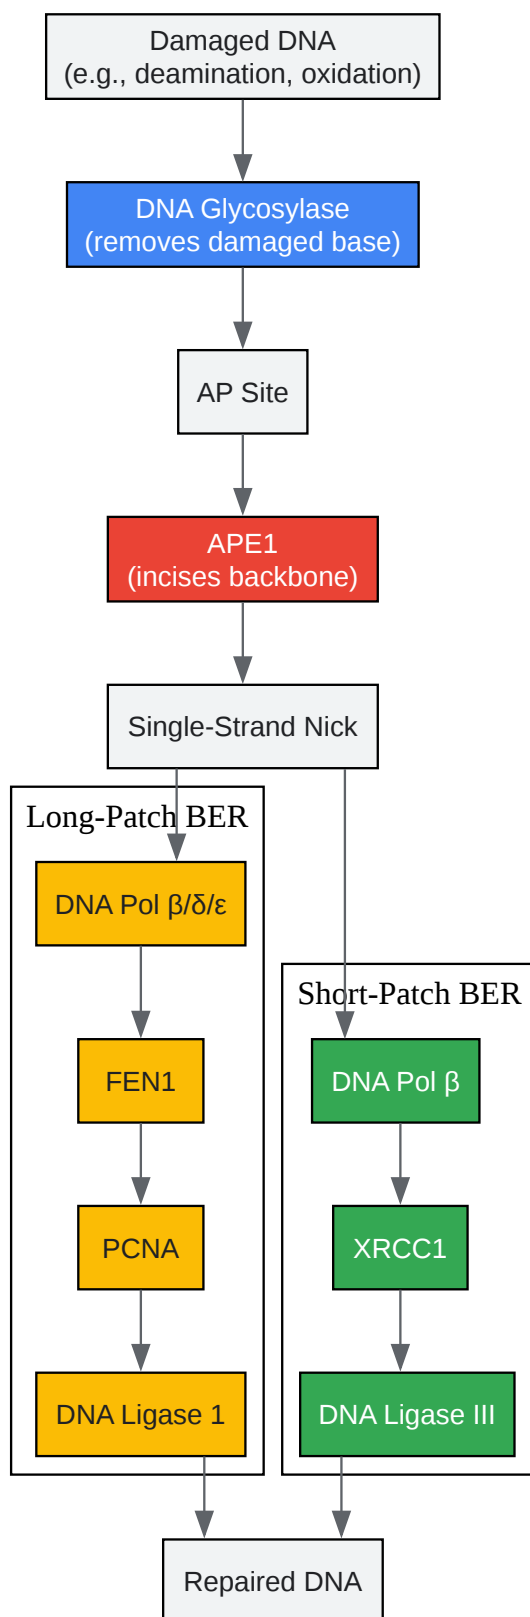 Damaged DNA
(e.g., deamination, oxidation)
DNA Glycosylase
(removes damaged base)
AP Site
APE1
(incises backbone)
Single-Strand Nick
Long-Patch BER
DNA Pol β/δ/ε
FEN1
PCNA
DNA Ligase 1
Short-Patch BER
DNA Pol β
XRCC1
DNA Ligase III
Repaired DNA